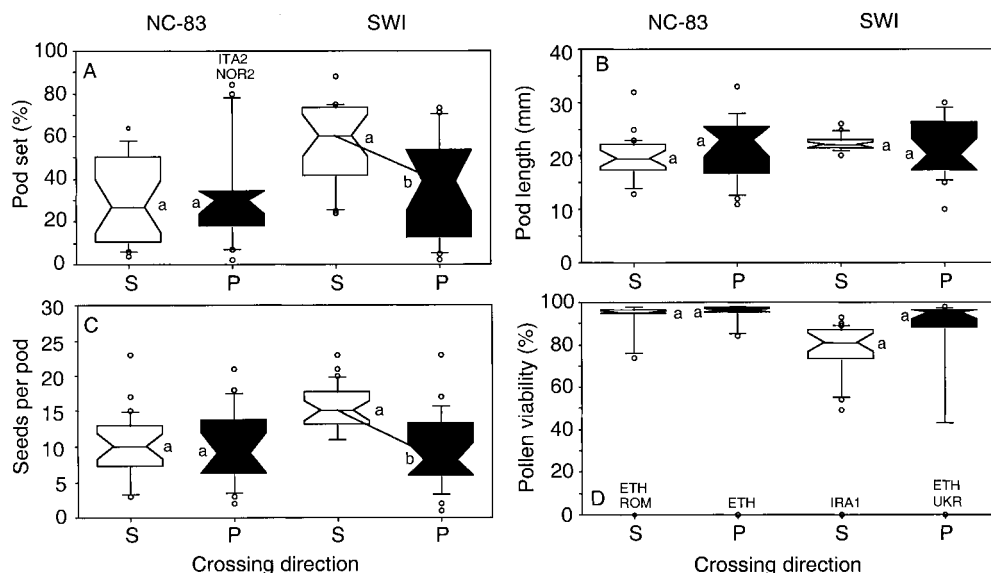 NC-83 SWI NC-83 SWI
A
ITA2
NOR2
Pod set (%)
100
80
60
40
20
0
a a a b
S P S P
B
Pod length (mm)
40
30
20
10
0
a a a a
S P S P
C
Seeds per pod
30
25
20
15
10
5
0
a a a b
S P S P
Crossing direction
Pollen viability (%)
100
80
60
100
40
20
0
a a a a
ETH
ROM
ETH
IRA1
ETH
UKR
D
S P S P
Crossing direction